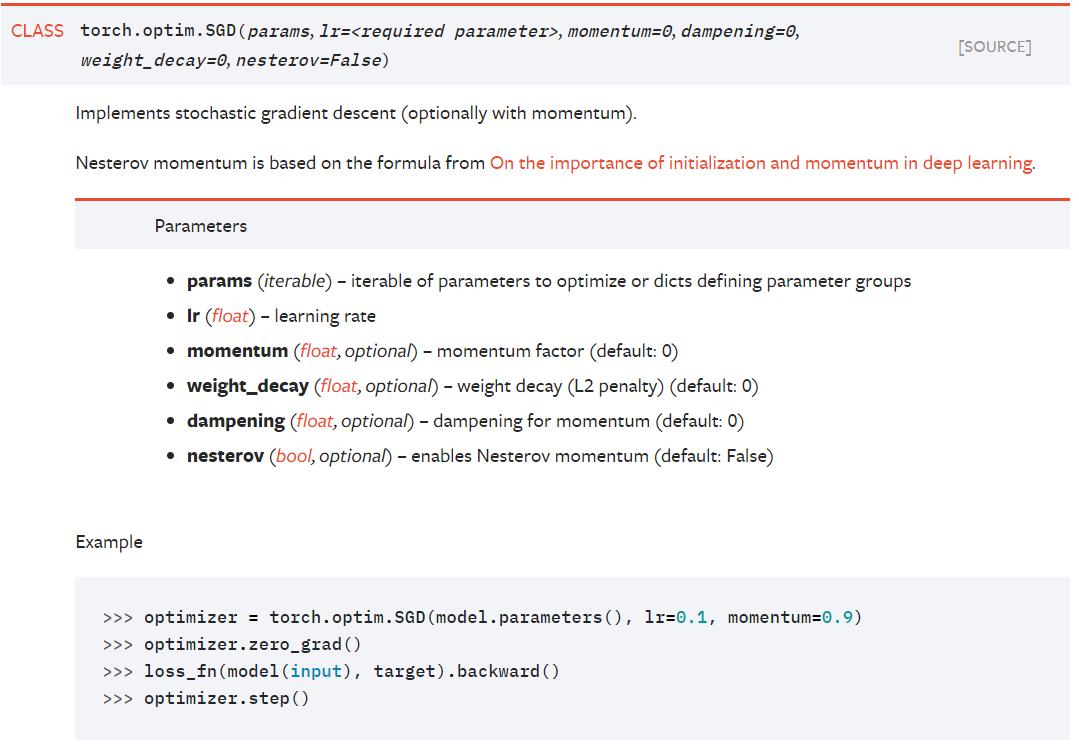 CLASS torch.optim.SGD(params, lr=<required parameter>, momentum=0, dampening=0,
weight_decay=0, nesterov=False)
[SOURCE]
Implements stochastic gradient descent (optionally with momentum).
Nesterov momentum is based on the formula from On the importance of initialization and momentum in deep learning.
Parameters
• params (iterable) – iterable of parameters to optimize or dicts defining parameter groups
• lr (float) – learning rate
• momentum (float, optional) – momentum factor (default: 0)
• weight_decay (float, optional) – weight decay (L2 penalty) (default: 0)
• dampening (float, optional) – dampening for momentum (default: 0)
• nesterov (bool, optional) – enables Nesterov momentum (default: False)
Example
>>> optimizer = torch.optim.SGD(model.parameters(), lr=0.1, momentum=0.9)
>>> optimizer.zero_grad()
>>> loss_fn(model(input), target).backward()
>>> optimizer.step()